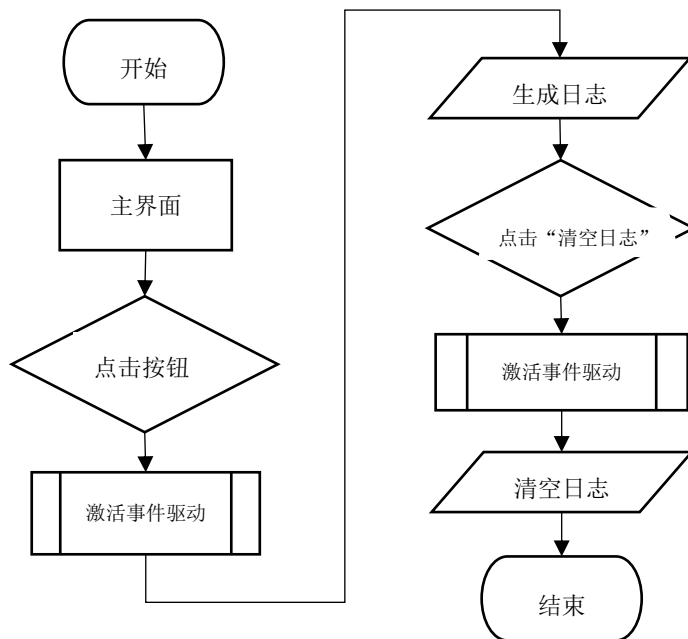 开始
主界面
点击按钮
激活事件驱动
生成日志
点击“清空日志”
激活事件驱动
清空日志
结束